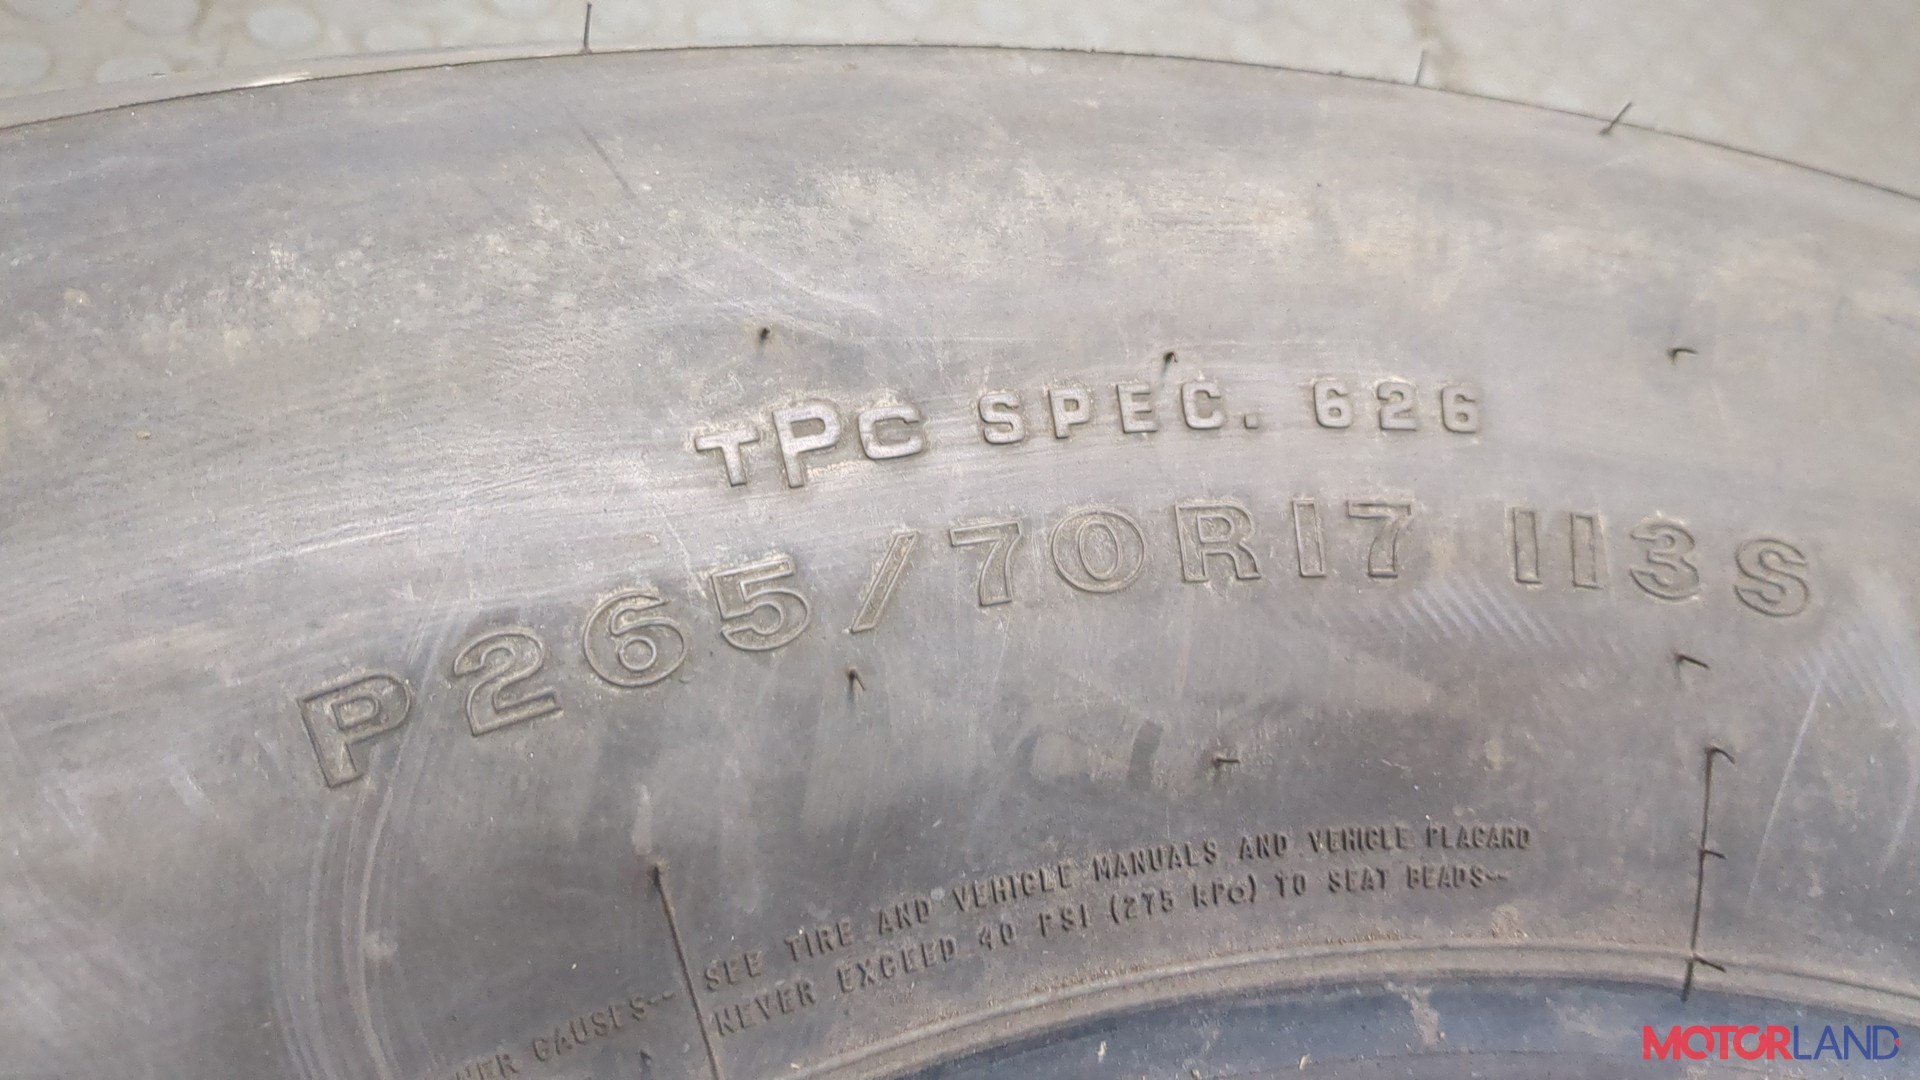 TPC SPEC. 626
P265/70R17 113S
SEE TIRE AND VEHICLE MANUALS AND VEHICLE PLACARD
NEVER EXCEED 40 PSI (275 kPa) TO SEAT BEADS--
CAUSES--
MOTORLAND